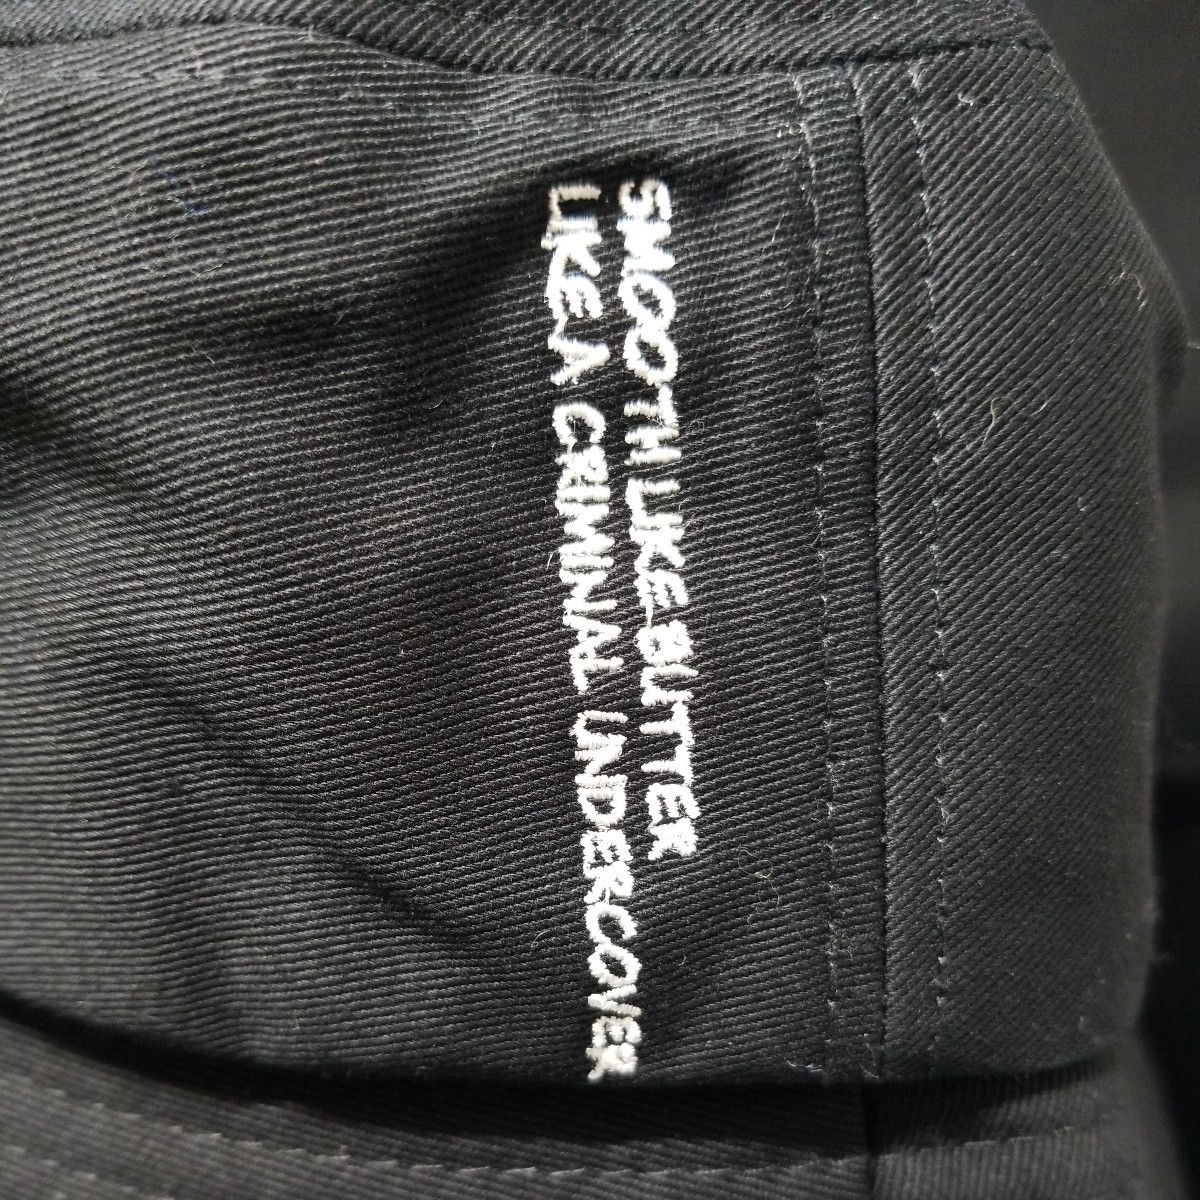 SMOOTH LIKE BUTTER
LIKE A CRIMINAL UNDERCOVER